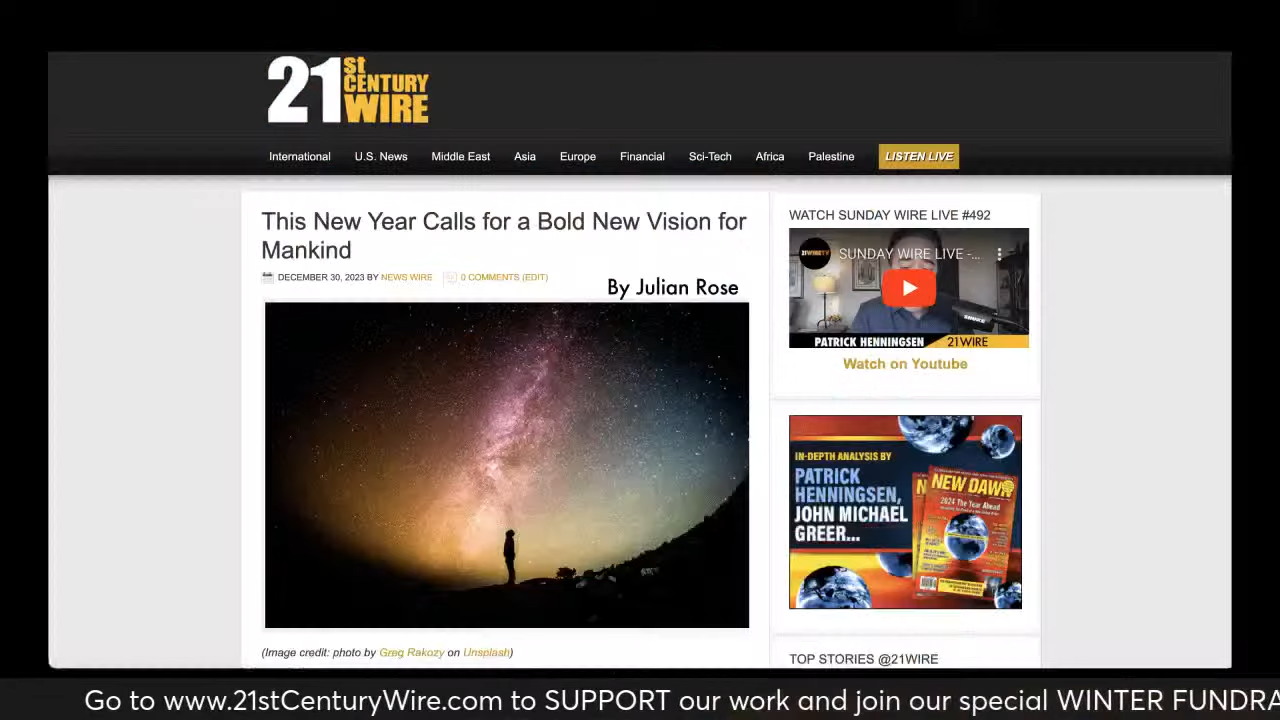 21
st
CENTURY
WIRE
International U.S. News Middle East Asia Europe Financial Sci-Tech Africa Palestine LISTEN LIVE
This New Year Calls for a Bold New Vision for
Mankind
DECEMBER 30, 2023 BY NEWS WIRE 0 COMMENTS (EDIT)
By Julian Rose
(Image credit: photo by Greg Rakozy on Unsplash)
WATCH SUNDAY WIRE LIVE #492
21WIRETV
SUNDAY WIRE LIVE -...
PATRICK HENNINGSEN 21WIRE
Watch on Youtube
IN-DEPTH ANALYSIS BY
PATRICK
HENNINGSEN,
JOHN MICHAEL
GREER...
NEW DAWN
2024 The Year Ahead
TOP STORIES @21WIRE
Go to www.21stCenturyWire.com to SUPPORT our work and join our special WINTER FUNDRA